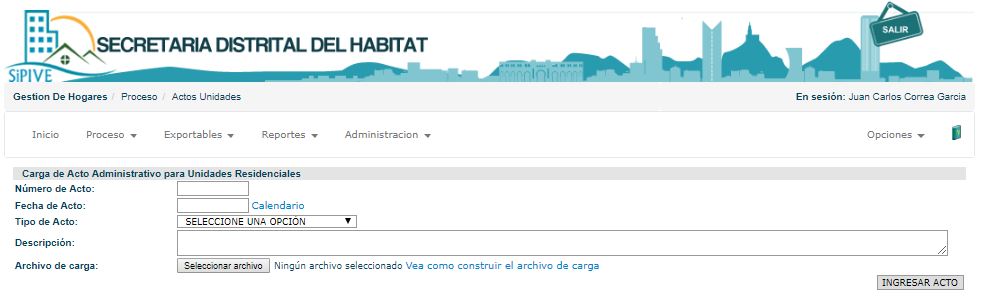 SECRETARIA DISTRITAL DEL HABITAT
SALIR
SiPIVE
Gestion De Hogares / Proceso / Actos Unidades
En sesión: Juan Carlos Correa Garcia
Inicio Proceso Exportables Reportes Administracion Opciones
Carga de Acto Administrativo para Unidades Residenciales
Número de Acto:
Fecha de Acto: Calendario
Tipo de Acto: SELECCIONE UNA OPCIÓN
Descripción:
Archivo de carga: Seleccionar archivo Ningún archivo seleccionado Vea como construir el archivo de carga
INGRESAR ACTO